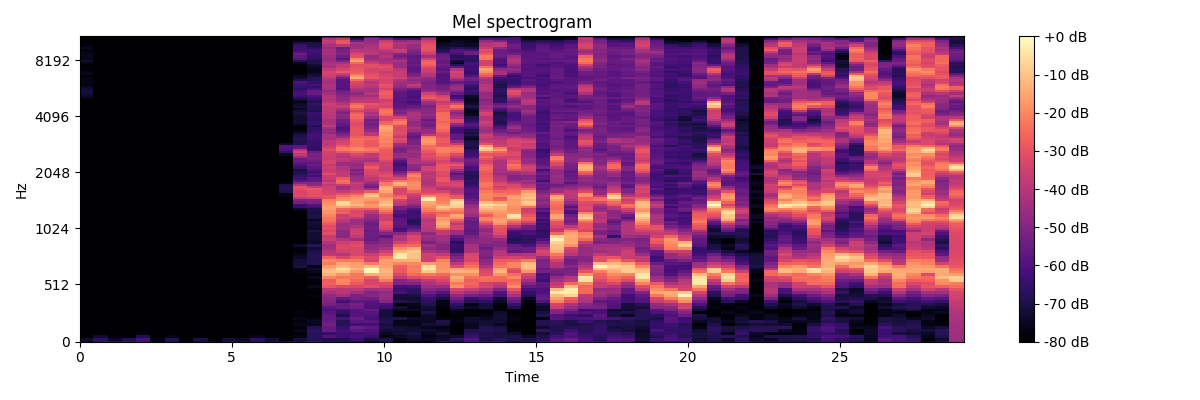 Mel spectrogram
Hz
8192
4096
2048
1024
512
0
0 5 10 15 20 25
Time
+0 dB
-10 dB
-20 dB
-30 dB
-40 dB
-50 dB
-60 dB
-70 dB
-80 dB